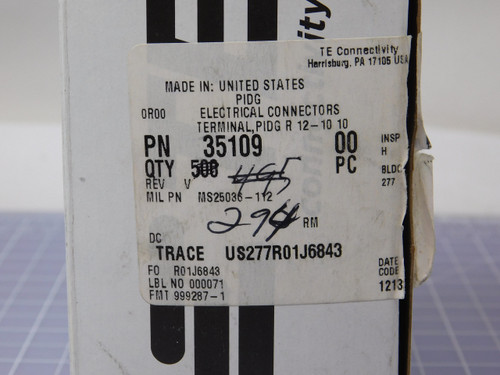 TE Connectivity
Harrisburg, PA 17105 USA
MADE IN: UNITED STATES
PIDG
0R00 ELECTRICAL CONNECTORS
TERMINAL,PIDG R 12-10 10
PN 35109 00 INSP H
QTY 500 495 PC BLDG 277
REV V
MIL PN MS25036-112
294 RM
DC
TRACE US277R01J6843
FO R01J6843 DATE CODE
LBL NO 000071 1213
FMT 999287-1